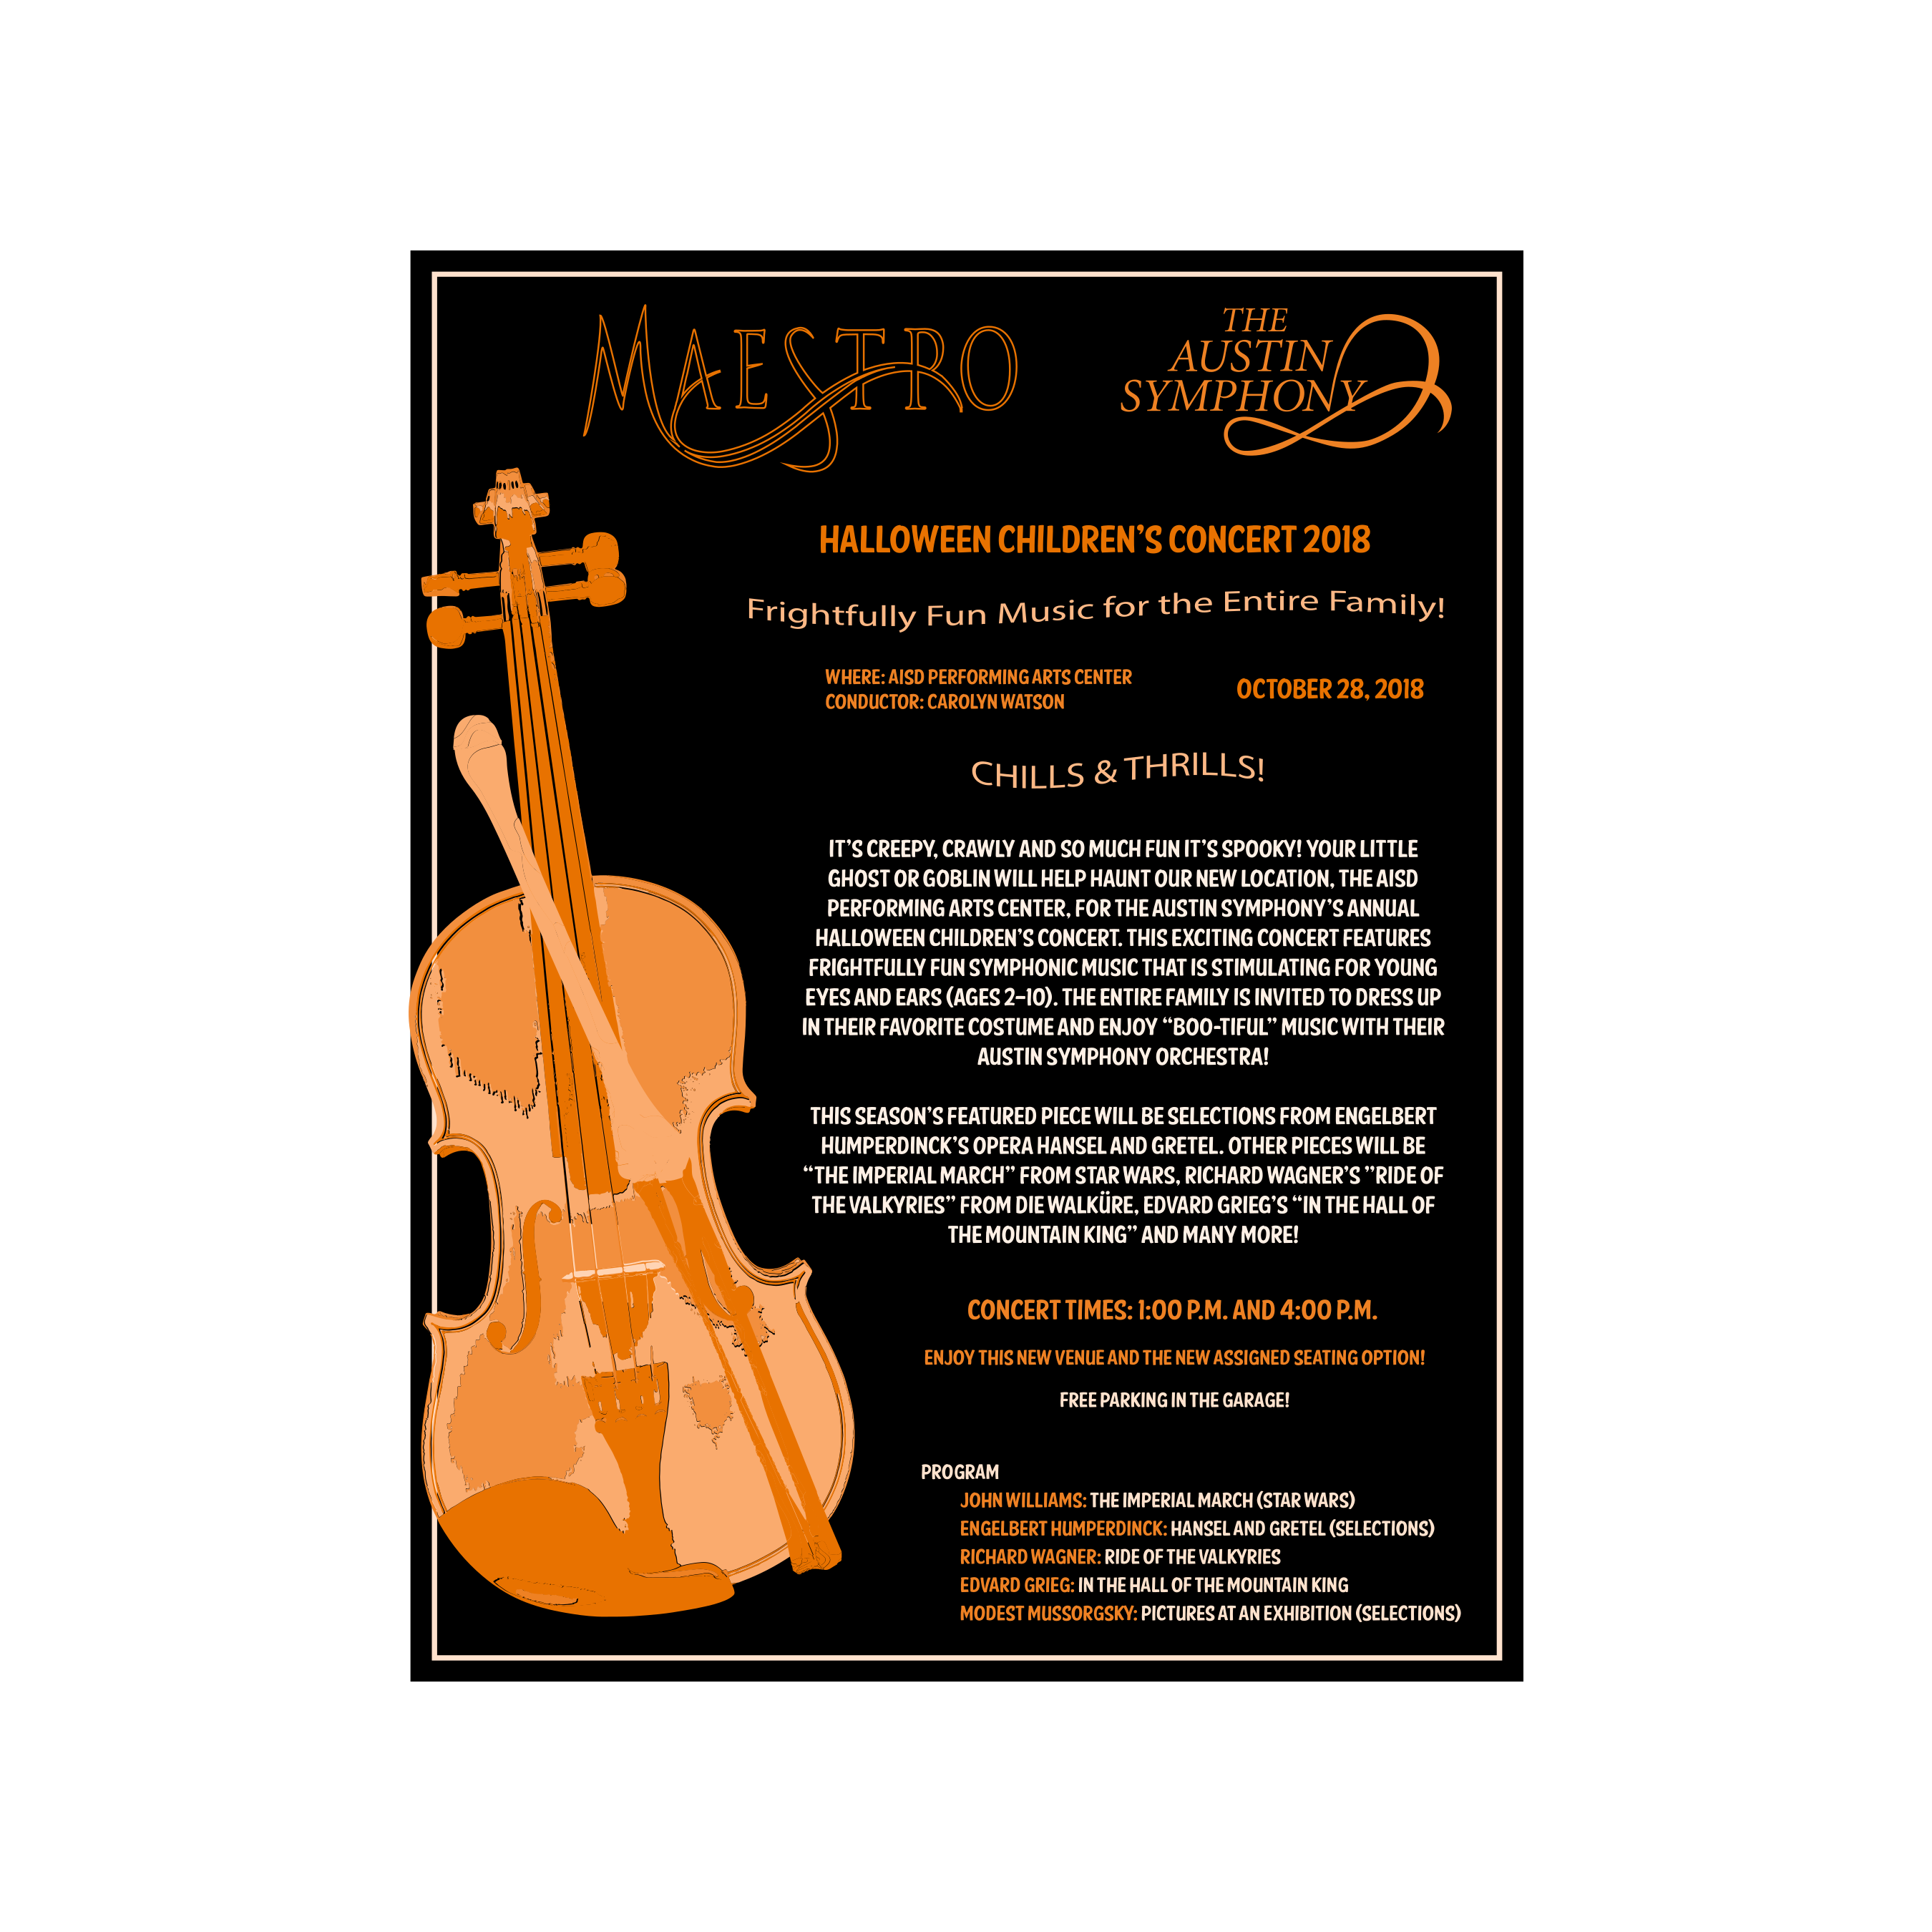 MAESTRO
THE
AUSTIN
SYMPHONY
HALLOWEEN CHILDREN'S CONCERT 2018
Frightfully Fun Music for the Entire Family!
WHERE: AISD PERFORMING ARTS CENTER
CONDUCTOR: CAROLYN WATSON
OCTOBER 28, 2018
CHILLS & THRILLS!
IT'S CREEPY, CRAWLY AND SO MUCH FUN IT'S SPOOKY! YOUR LITTLE
GHOST OR GOBLIN WILL HELP HAUNT OUR NEW LOCATION, THE AISD
PERFORMING ARTS CENTER, FOR THE AUSTIN SYMPHONY'S ANNUAL
HALLOWEEN CHILDREN'S CONCERT. THIS EXCITING CONCERT FEATURES
FRIGHTFULLY FUN SYMPHONIC MUSIC THAT IS STIMULATING FOR YOUNG
EYES AND EARS (AGES 2–10). THE ENTIRE FAMILY IS INVITED TO DRESS UP
IN THEIR FAVORITE COSTUME AND ENJOY “BOO-TIFUL” MUSIC WITH THEIR
AUSTIN SYMPHONY ORCHESTRA!
THIS SEASON'S FEATURED PIECE WILL BE SELECTIONS FROM ENGELBERT
HUMPERDINCK'S OPERA HANSEL AND GRETEL. OTHER PIECES WILL BE
“THE IMPERIAL MARCH” FROM STAR WARS, RICHARD WAGNER'S ”RIDE OF
THE VALKYRIES” FROM DIE WALKÜRE, EDVARD GRIEG'S “IN THE HALL OF
THE MOUNTAIN KING” AND MANY MORE!
CONCERT TIMES: 1:00 P.M. AND 4:00 P.M.
ENJOY THIS NEW VENUE AND THE NEW ASSIGNED SEATING OPTION!
FREE PARKING IN THE GARAGE!
PROGRAM
JOHN WILLIAMS: THE IMPERIAL MARCH (STAR WARS)
ENGELBERT HUMPERDINCK: HANSEL AND GRETEL (SELECTIONS)
RICHARD WAGNER: RIDE OF THE VALKYRIES
EDVARD GRIEG: IN THE HALL OF THE MOUNTAIN KING
MODEST MUSSORGSKY: PICTURES AT AN EXHIBITION (SELECTIONS)